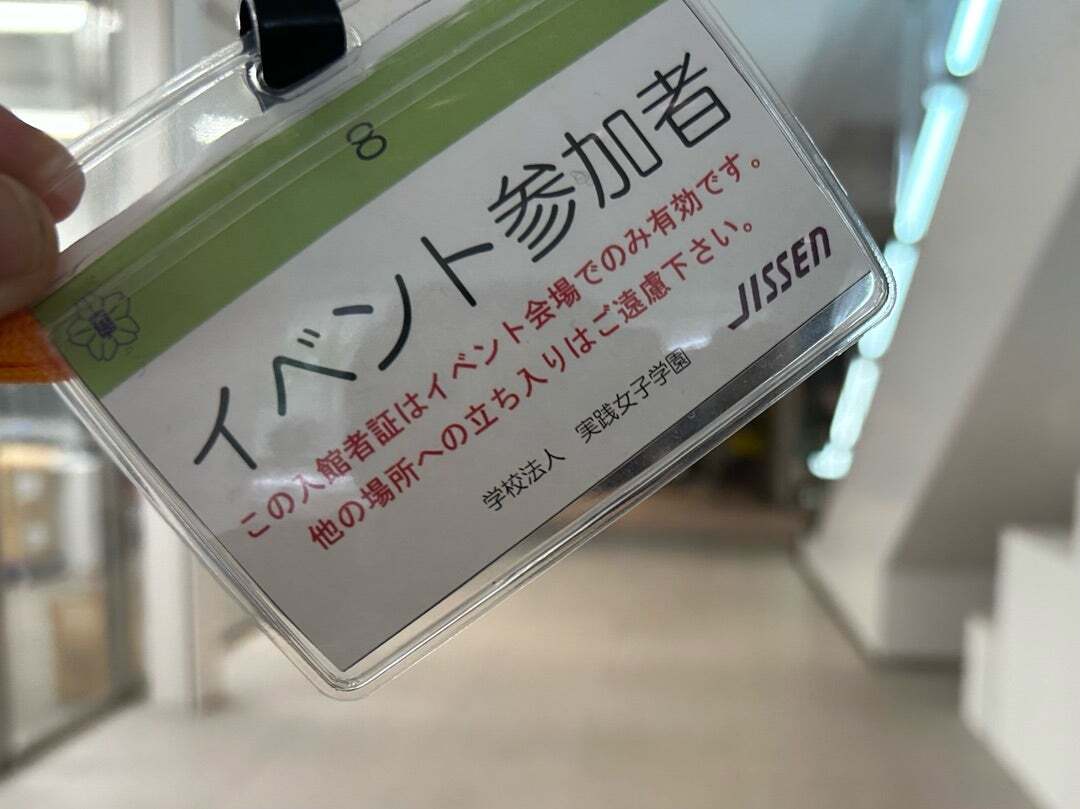 8
イベント参加者
この入館者証はイベント会場でのみ有効です。
他の場所への立ち入りはご遠慮下さい。
学校法人 実践女子学園
JISSEN